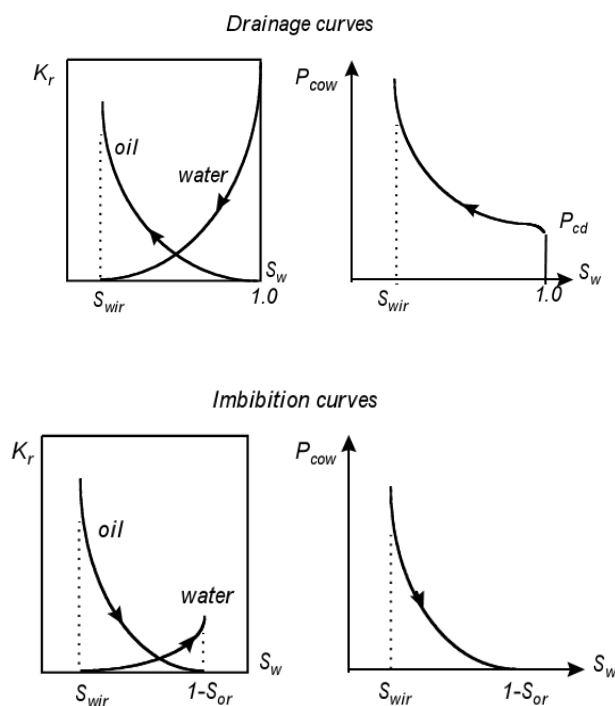 Drainage curves
K_r
oil
water
S_w
S_wir
1.0
P_cow
P_cd
S_wir
1.0
S_w
Imbibition curves
K_r
oil
water
S_w
S_wir
1-S_or
P_cow
S_w
S_wir
1-S_or